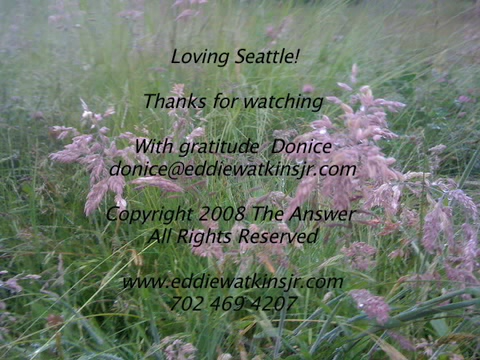 Loving Seattle!
Thanks for watching
With gratitude  Donice
donice@eddiewatkinsjr.com
Copyright 2008 The Answer
All Rights Reserved
www.eddiewatkinsjr.com
702 469 4207